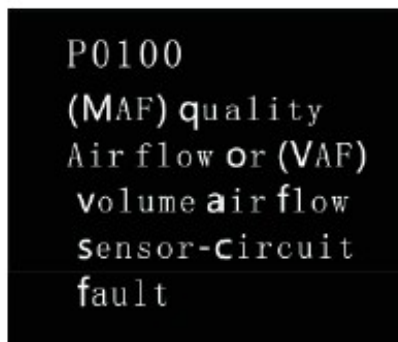 P0100
(MAF) quality
Air flow or (VAF)
volume air flow
sensor-circuit
fault